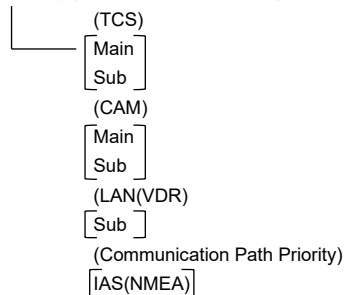 (TCS)
Main
Sub
(CAM)
Main
Sub
(LAN(VDR)
Sub
(Communication Path Priority)
IAS(NMEA)